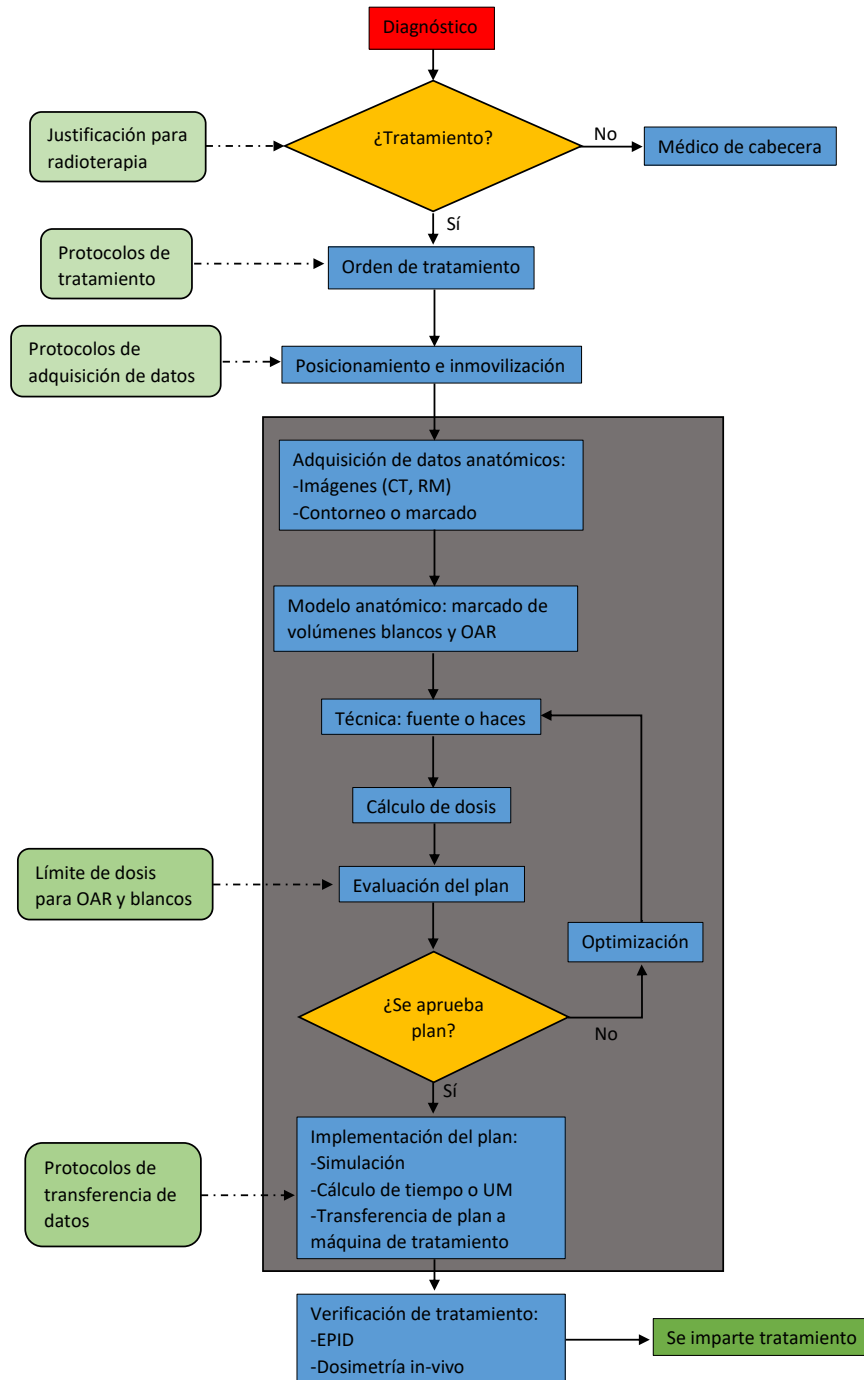 Diagnóstico
¿Tratamiento?
No
Médico de cabecera
Justificación para
radioterapia
Sí
Protocolos de
tratamiento
Orden de tratamiento
Protocolos de
adquisición de datos
Posicionamiento e inmovilización
Adquisición de datos anatómicos:
-Imágenes (CT, RM)
-Contorneo o marcado
Modelo anatómico: marcado de
volúmenes blancos y OAR
Técnica: fuente o haces
Cálculo de dosis
Límite de dosis
para OAR y blancos
Evaluación del plan
Optimización
¿Se aprueba
plan?
No
Sí
Protocolos de
transferencia de
datos
Implementación del plan:
-Simulación
-Cálculo de tiempo o UM
-Transferencia de plan a
máquina de tratamiento
Verificación de tratamiento:
-EPID
-Dosimetría in-vivo
Se imparte tratamiento